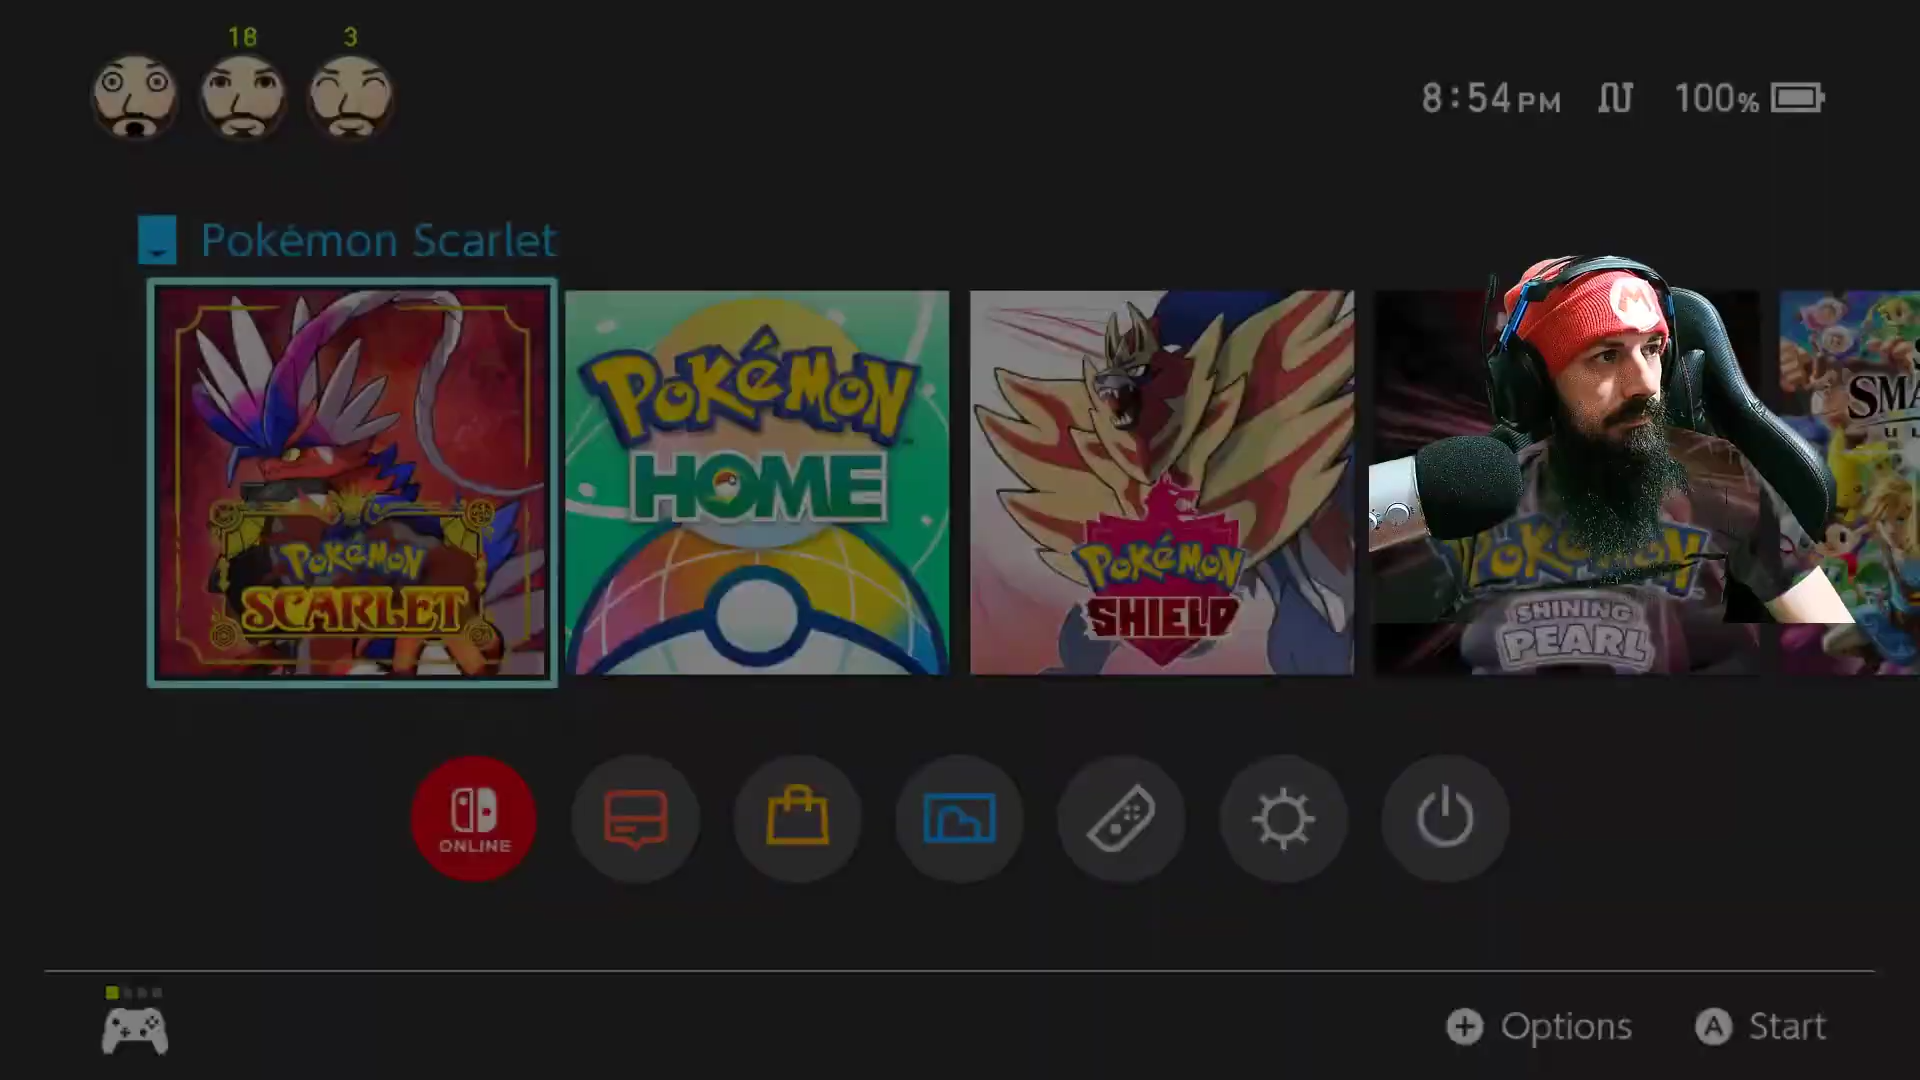 18
3
8:54 PM
100%
Pokémon Scarlet
POKéMON
SCARLET
POKéMON
HOME
POKéMON
SHIELD
POKéMON
SHINING
PEARL
M
ONLINE
Options
A
Start